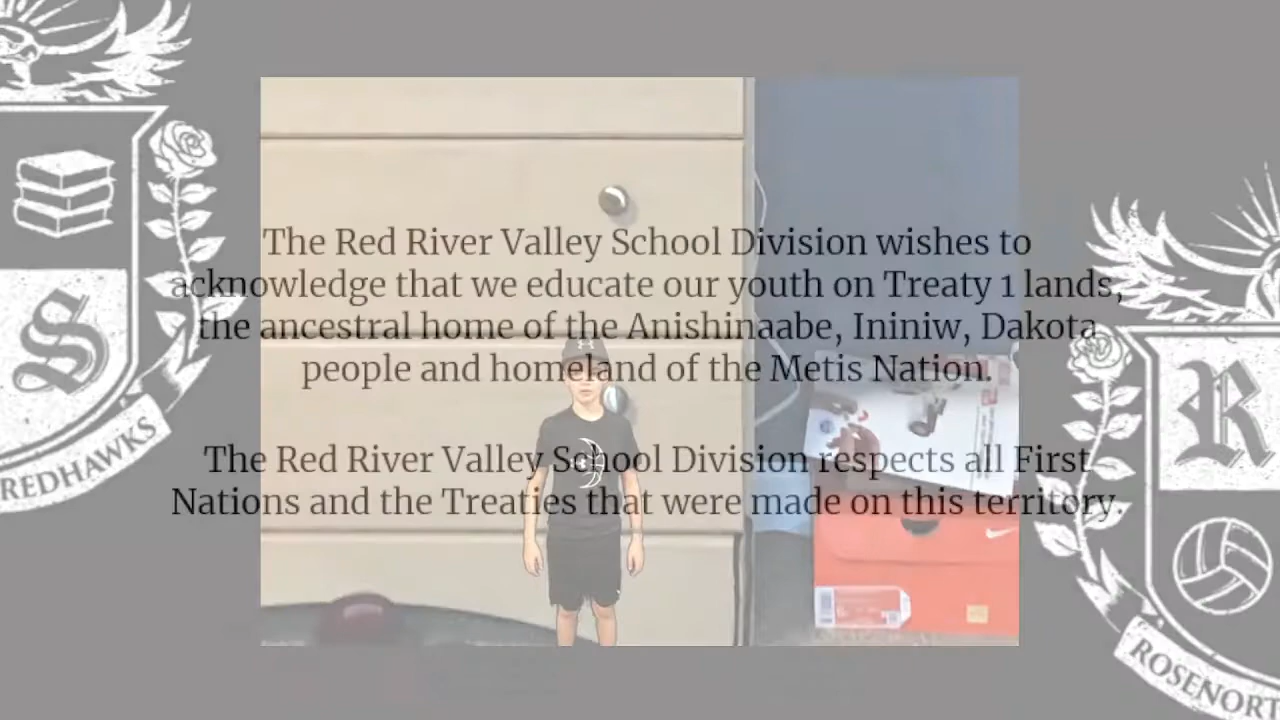 The Red River Valley School Division wishes to
acknowledge that we educate our youth on Treaty 1 lands,
the ancestral home of the Anishinaabe, Ininiw, Dakota
people and homeland of the Metis Nation.
The Red River Valley School Division respects all First
Nations and the Treaties that were made on this territory.
S
REDHAWKS
R
ROSENORT